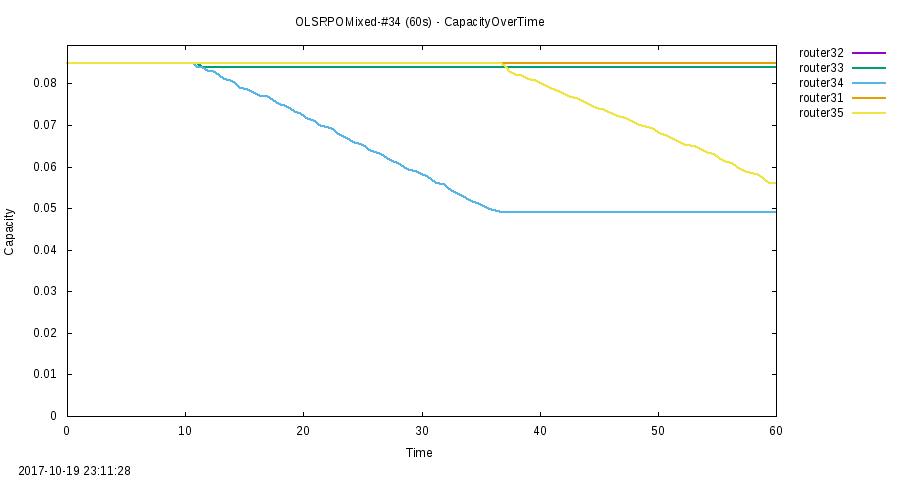 OLSRPOMixed-#34 (60s) - CapacityOverTime
router32
router33
router34
router31
router35
0.08
0.07
0.06
0.05
0.04
0.03
0.02
0.01
0
Capacity
0 10 20 30 40 50 60
Time
2017-10-19 23:11:28